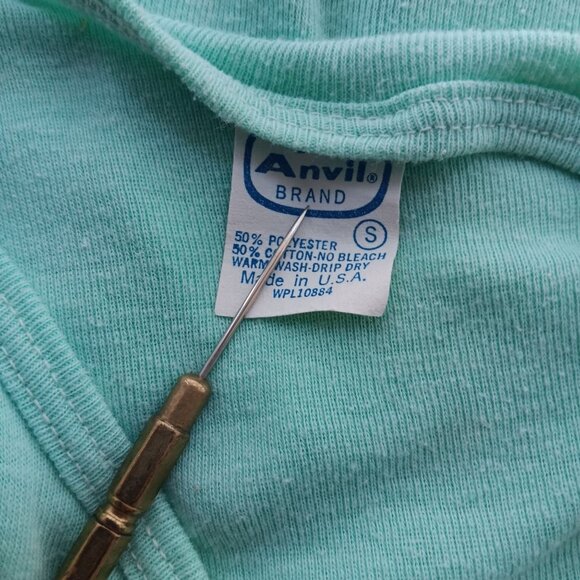 Anvil®
BRAND
S
50% POLYESTER
50% COTTON-NO BLEACH
WARM WASH-DRIP DRY
Made in U.S.A.
WPL10884